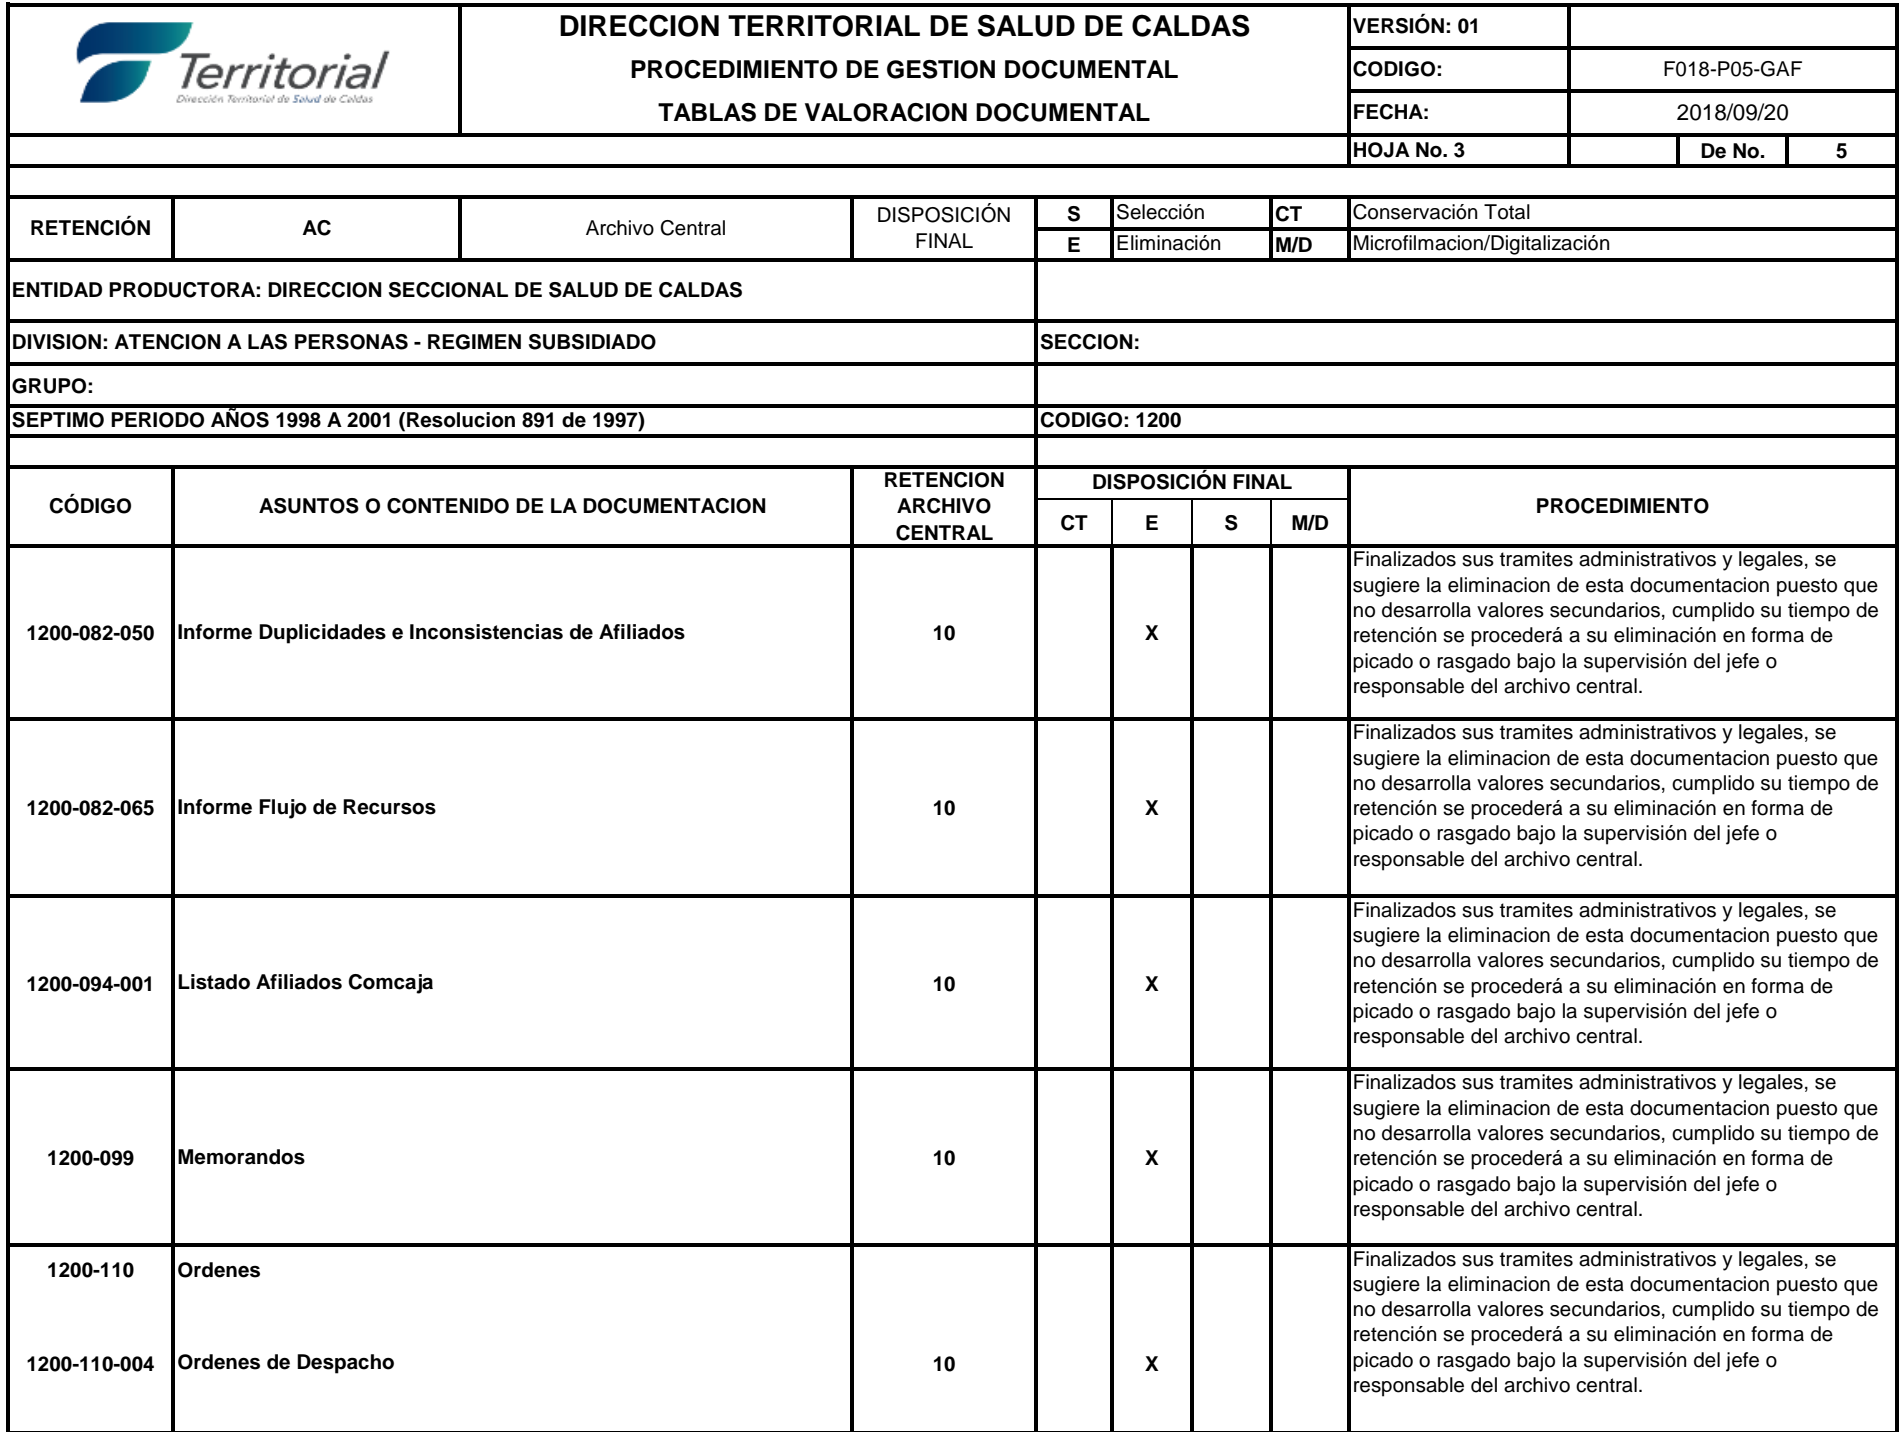 Territorial
Dirección Territorial de Salud de Caldas
DIRECCION TERRITORIAL DE SALUD DE CALDAS
PROCEDIMIENTO DE GESTION DOCUMENTAL
TABLAS DE VALORACION DOCUMENTAL
VERSIÓN: 01
CODIGO: F018-P05-GAF
FECHA: 2018/09/20
HOJA No. 3 De No. 5
RETENCIÓN AC Archivo Central
DISPOSICIÓN
FINAL
S Selección CT Conservación Total
E Eliminación M/D Microfilmacion/Digitalización
ENTIDAD PRODUCTORA: DIRECCION SECCIONAL DE SALUD DE CALDAS
DIVISION: ATENCION A LAS PERSONAS - REGIMEN SUBSIDIADO SECCION:
GRUPO:
SEPTIMO PERIODO AÑOS 1998 A 2001 (Resolucion 891 de 1997) CODIGO: 1200
CÓDIGO ASUNTOS O CONTENIDO DE LA DOCUMENTACION
RETENCION
ARCHIVO
CENTRAL
DISPOSICIÓN FINAL
CT E S M/D
PROCEDIMIENTO
1200-082-050 Informe Duplicidades e Inconsistencias de Afiliados 10 X
Finalizados sus tramites administrativos y legales, se
sugiere la eliminacion de esta documentacion puesto que
no desarrolla valores secundarios, cumplido su tiempo de
retención se procederá a su eliminación en forma de
picado o rasgado bajo la supervisión del jefe o
responsable del archivo central.
1200-082-065 Informe Flujo de Recursos 10 X
Finalizados sus tramites administrativos y legales, se
sugiere la eliminacion de esta documentacion puesto que
no desarrolla valores secundarios, cumplido su tiempo de
retención se procederá a su eliminación en forma de
picado o rasgado bajo la supervisión del jefe o
responsable del archivo central.
1200-094-001 Listado Afiliados Comcaja 10 X
Finalizados sus tramites administrativos y legales, se
sugiere la eliminacion de esta documentacion puesto que
no desarrolla valores secundarios, cumplido su tiempo de
retención se procederá a su eliminación en forma de
picado o rasgado bajo la supervisión del jefe o
responsable del archivo central.
1200-099 Memorandos 10 X
Finalizados sus tramites administrativos y legales, se
sugiere la eliminacion de esta documentacion puesto que
no desarrolla valores secundarios, cumplido su tiempo de
retención se procederá a su eliminación en forma de
picado o rasgado bajo la supervisión del jefe o
responsable del archivo central.
1200-110 Ordenes
1200-110-004 Ordenes de Despacho 10 X
Finalizados sus tramites administrativos y legales, se
sugiere la eliminacion de esta documentacion puesto que
no desarrolla valores secundarios, cumplido su tiempo de
retención se procederá a su eliminación en forma de
picado o rasgado bajo la supervisión del jefe o
responsable del archivo central.